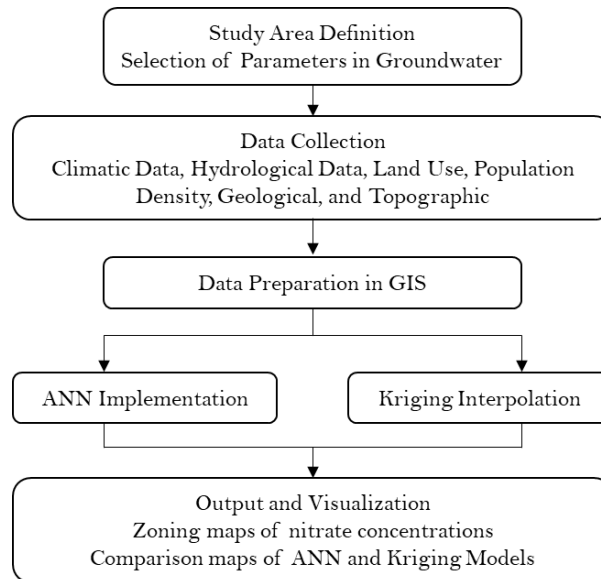 Study Area Definition
Selection of Parameters in Groundwater
Data Collection
Climatic Data, Hydrological Data, Land Use, Population
Density, Geological, and Topographic
Data Preparation in GIS
ANN Implementation
Kriging Interpolation
Output and Visualization
Zoning maps of nitrate concentrations
Comparison maps of ANN and Kriging Models